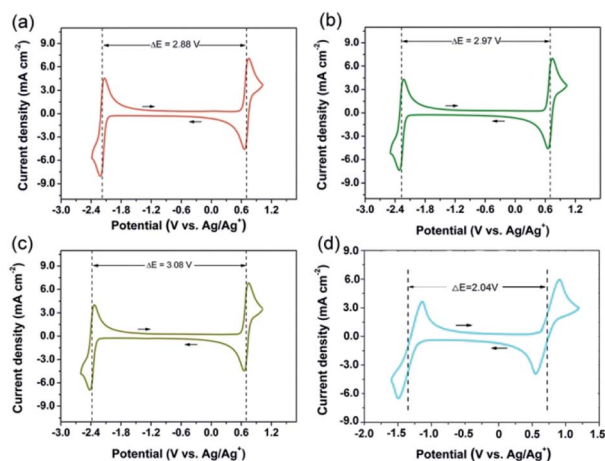 (a)
ΔE = 2.88 V
Current density (mA cm⁻²)
9.0
6.0
3.0
0.0
-3.0
-6.0
-9.0
-3.0 -2.4 -1.8 -1.2 -0.6 0.0 0.6 1.2
Potential (V vs. Ag/Ag⁺)
(b)
ΔE = 2.97 V
Current density (mA cm⁻²)
9.0
6.0
3.0
0.0
-3.0
-6.0
-9.0
-3.0 -2.4 -1.8 -1.2 -0.6 0.0 0.6 1.2
Potential (V vs. Ag/Ag⁺)
(c)
ΔE = 3.08 V
Current density (mA cm⁻²)
9.0
6.0
3.0
0.0
-3.0
-6.0
-9.0
-3.0 -2.4 -1.8 -1.2 -0.6 0.0 0.6 1.2
Potential (V vs. Ag/Ag⁺)
(d)
△E=2.04V
Current density (mA cm⁻²)
9.0
6.0
3.0
0.0
-3.0
-6.0
-9.0
-2.0 -1.5 -1.0 -0.5 0.0 0.5 1.0 1.5
Potential (V vs. Ag/Ag⁺)